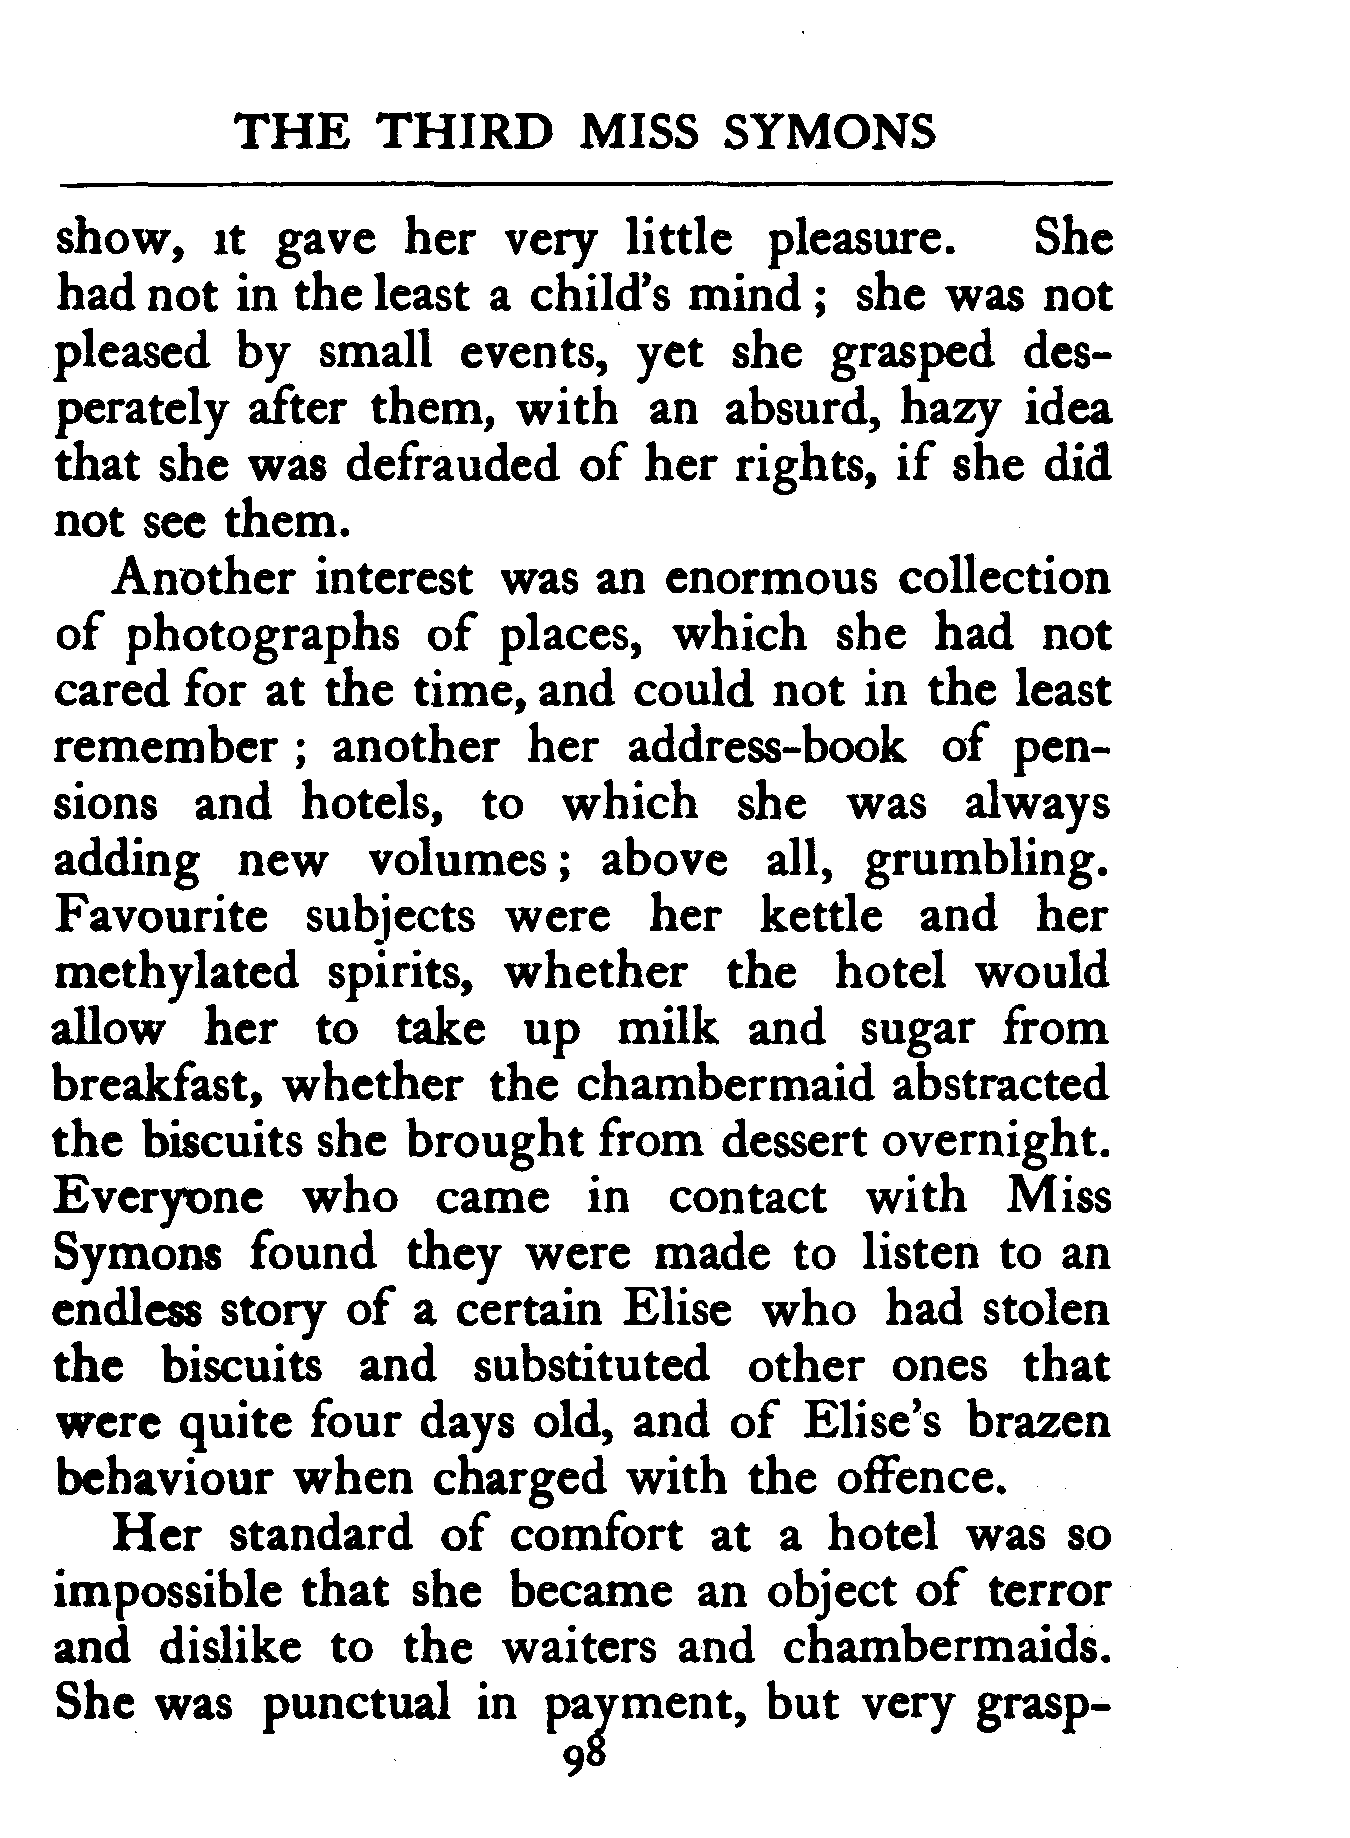 THE THIRD MISS SYMONS
show, it gave her very little pleasure. She
had not in the least a child's mind ; she was not
pleased by small events, yet she grasped des-
perately after them, with an absurd, hazy idea
that she was defrauded of her rights, if she did
not see them.
Another interest was an enormous collection
of photographs of places, which she had not
cared for at the time, and could not in the least
remember ; another her address-book of pen-
sions and hotels, to which she was always
adding new volumes ; above all, grumbling.
Favourite subjects were her kettle and her
methylated spirits, whether the hotel would
allow her to take up milk and sugar from
breakfast, whether the chambermaid abstracted
the biscuits she brought from dessert overnight.
Everyone who came in contact with Miss
Symons found they were made to listen to an
endless story of a certain Elise who had stolen
the biscuits and substituted other ones that
were quite four days old, and of Elise's brazen
behaviour when charged with the offence.
Her standard of comfort at a hotel was so
impossible that she became an object of terror
and dislike to the waiters and chambermaids.
She was punctual in payment, but very grasp-
98